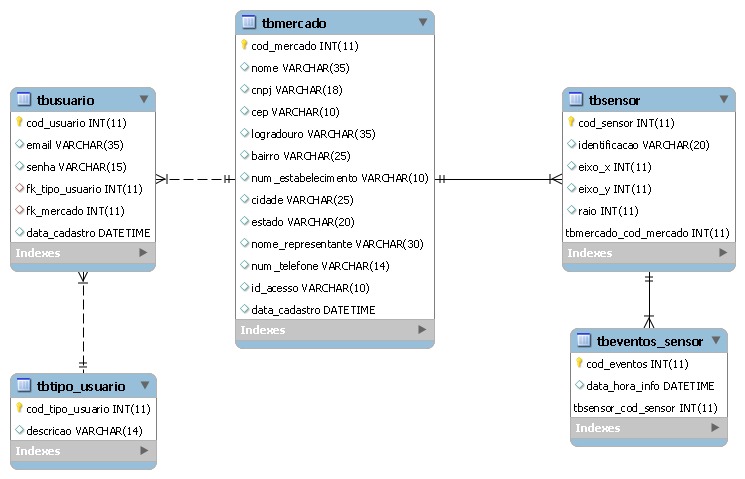 tbmercado
cod_mercado INT(11)
nome VARCHAR(35)
cnpj VARCHAR(18)
cep VARCHAR(10)
logradouro VARCHAR(35)
bairro VARCHAR(25)
num_estabelecimento VARCHAR(10)
cidade VARCHAR(25)
estado VARCHAR(20)
nome_representante VARCHAR(30)
num_telefone VARCHAR(14)
id_acesso VARCHAR(10)
data_cadastro DATETIME
Indexes
tbusuario
cod_usuario INT(11)
email VARCHAR(35)
senha VARCHAR(15)
fk_tipo_usuario INT(11)
fk_mercado INT(11)
data_cadastro DATETIME
Indexes
tbsensor
cod_sensor INT(11)
identificacao VARCHAR(20)
eixo_x INT(11)
eixo_y INT(11)
raio INT(11)
tbmercado_cod_mercado INT(11)
Indexes
tbtipo_usuario
cod_tipo_usuario INT(11)
descricao VARCHAR(14)
Indexes
tbeventos_sensor
cod_eventos INT(11)
data_hora_info DATETIME
tbsensor_cod_sensor INT(11)
Indexes